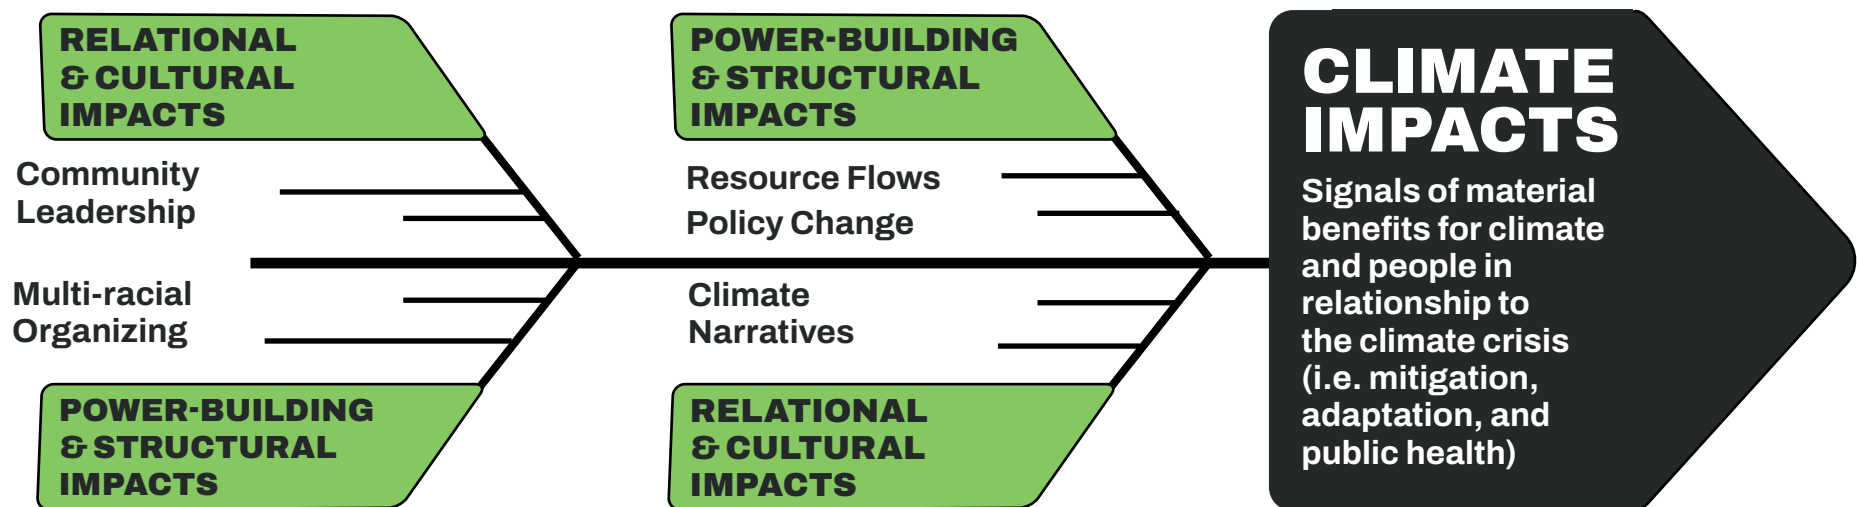 RELATIONAL
& CULTURAL
IMPACTS
Community
Leadership
Multi-racial
Organizing
POWER-BUILDING
& STRUCTURAL
IMPACTS
POWER-BUILDING
& STRUCTURAL
IMPACTS
Resource Flows
Policy Change
Climate
Narratives
RELATIONAL
& CULTURAL
IMPACTS
CLIMATE
IMPACTS
Signals of material
benefits for climate
and people in
relationship to
the climate crisis
(i.e. mitigation,
adaptation, and
public health)